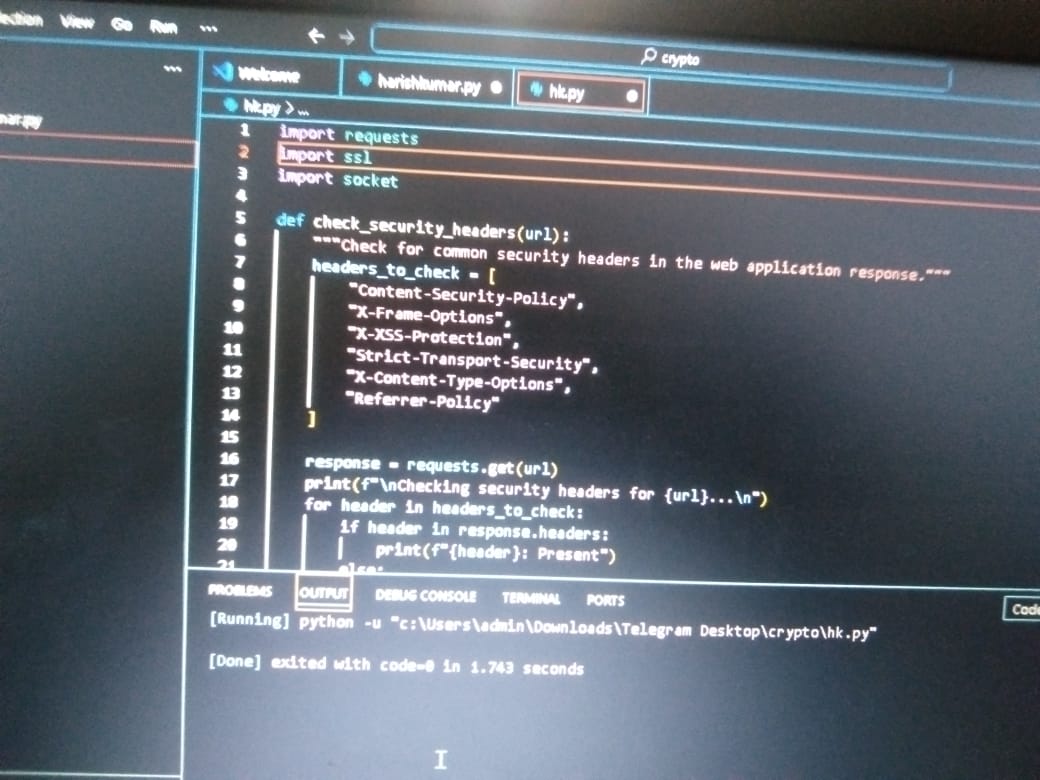 View Go Run ...
crypto
...
Welcome harishkumar.py hk.py
hk.py > ...
1 import requests
2 import ssl
3 import socket
4
5 def check_security_headers(url):
6 """Check for common security headers in the web application response."""
7 headers_to_check = [
8 "Content-Security-Policy",
9 "X-Frame-Options",
10 "X-XSS-Protection",
11 "Strict-Transport-Security",
12 "X-Content-Type-Options",
13 "Referrer-Policy"
14 ]
15
16 response = requests.get(url)
17 print(f"\nChecking security headers for {url}...\n")
18 for header in headers_to_check:
19 if header in response.headers:
20 print(f"{header}: Present")
21 else:
PROBLEMS OUTPUT DEBUG CONSOLE TERMINAL PORTS
Code
[Running] python -u "c:\Users\admin\Downloads\Telegram Desktop\crypto\hk.py"
[Done] exited with code=0 in 1.743 seconds